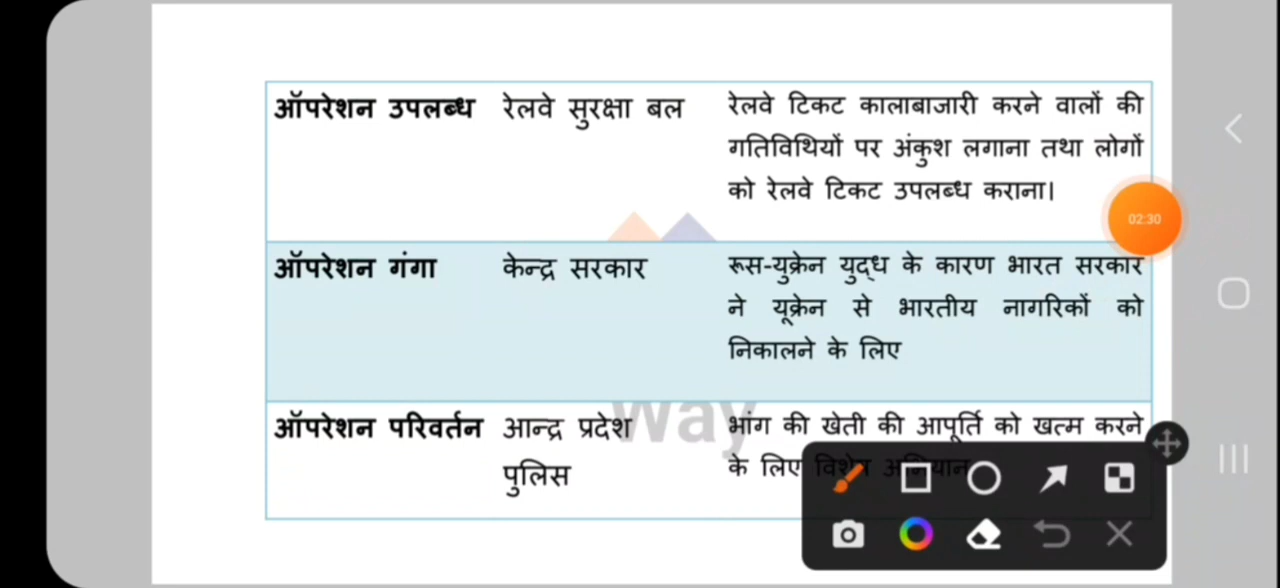 ऑपरेशन उपलब्ध
रेलवे सुरक्षा बल
रेलवे टिकट कालाबाजारी करने वालों की
गतिविधियों पर अंकुश लगाना तथा लोगों
को रेलवे टिकट उपलब्ध कराना।
02:30
ऑपरेशन गंगा
केन्द्र सरकार
रूस-युक्रेन युद्ध के कारण भारत सरकार
ने यूक्रेन से भारतीय नागरिकों को
निकालने के लिए
ऑपरेशन परिवर्तन
आन्द्र प्रदेश
पुलिस
भांग की खेती की आपूर्ति को खत्म करने
के लिए विशेष अभियान
way